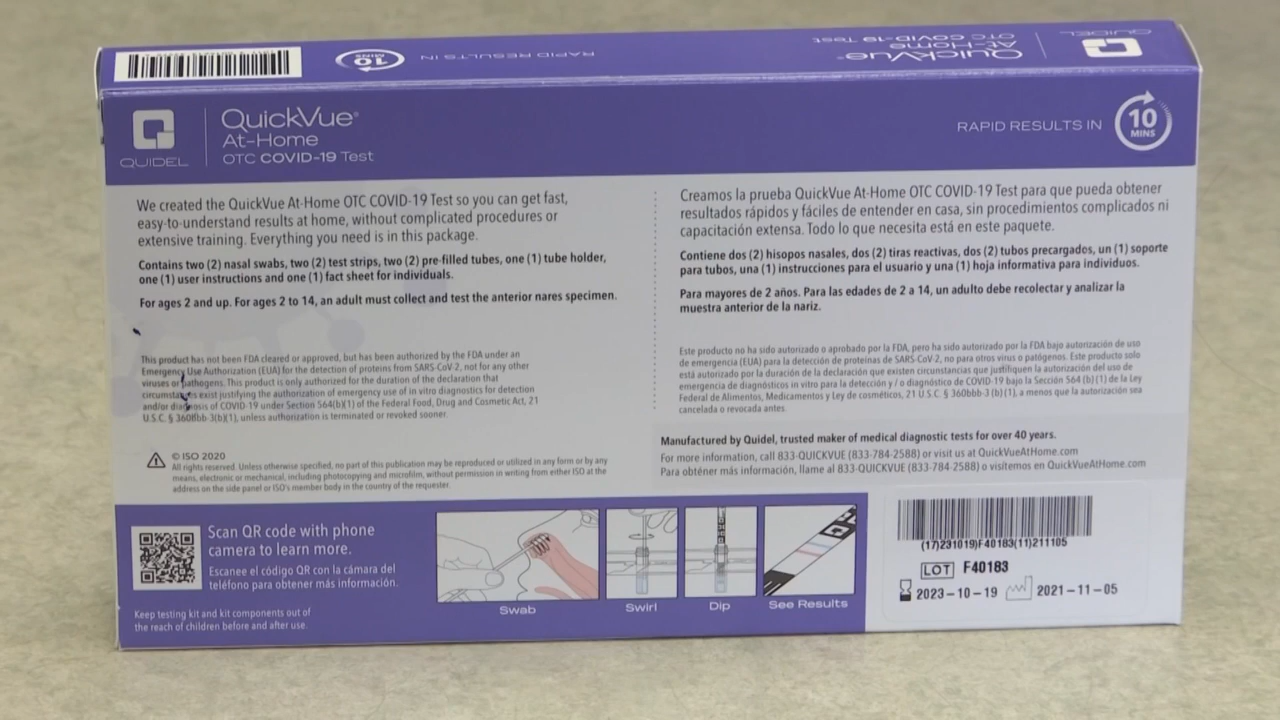 RAPID RESULTS IN
10
MINS
QuickVue®
At-Home
OTC COVID-19 Test
QUIDEL
QUIDEL
QuickVue®
At-Home
OTC COVID-19 Test
RAPID RESULTS IN
10
MINS
We created the QuickVue At-Home OTC COVID-19 Test so you can get fast,
easy-to-understand results at home, without complicated procedures or
extensive training. Everything you need is in this package.
Contains two (2) nasal swabs, two (2) test strips, two (2) pre-filled tubes, one (1) tube holder,
one (1) user instructions and one (1) fact sheet for individuals.
For ages 2 and up. For ages 2 to 14, an adult must collect and test the anterior nares specimen.
This product has not been FDA cleared or approved, but has been authorized by the FDA under an
Emergency Use Authorization (EUA) for the detection of proteins from SARS-CoV-2, not for any other
viruses or pathogens. This product is only authorized for the duration of the declaration that
circumstances exist justifying the authorization of emergency use of in vitro diagnostics for detection
and/or diagnosis of COVID-19 under Section 564(b)(1) of the Federal Food, Drug and Cosmetic Act, 21
U.S.C. § 360bbb-3(b)(1), unless authorization is terminated or revoked sooner.
© ISO 2020
All rights reserved. Unless otherwise specified, no part of this publication may be reproduced or utilized in any form or by any
means, electronic or mechanical, including photocopying and microfilm, without permission in writing from either ISO at the
address on the side panel or ISO's member body in the country of the requester.
Creamos la prueba QuickVue At-Home OTC COVID-19 Test para que pueda obtener
resultados rápidos y fáciles de entender en casa, sin procedimientos complicados ni
capacitación extensa. Todo lo que necesita está en este paquete.
Contiene dos (2) hisopos nasales, dos (2) tiras reactivas, dos (2) tubos precargados, un (1) soporte
para tubos, una (1) instrucciones para el usuario y una (1) hoja informativa para individuos.
Para mayores de 2 años. Para las edades de 2 a 14, un adulto debe recolectar y analizar la
muestra anterior de la nariz.
Este producto no ha sido autorizado o aprobado por la FDA, pero ha sido autorizado por la FDA bajo autorización de uso
de emergencia (EUA) para la detección de proteínas de SARS-CoV-2, no para otros virus o patógenos. Este producto solo
está autorizado por la duración de la declaración que existen circunstancias que justifiquen la autorización del uso de
emergencia de diagnósticos in vitro para la detección y / o diagnóstico de COVID-19 bajo la Sección 564 (b) (1) de la Ley
Federal de Alimentos, Medicamentos y Ley de cosméticos, 21 U.S.C. § 360bbb-3 (b) (1), a menos que la autorización sea
cancelada o revocada antes.
Manufactured by Quidel, trusted maker of medical diagnostic tests for over 40 years.
For more information, call 833-QUICKVUE (833-784-2588) or visit us at QuickVueAtHome.com
Para obténer más información, llame al 833-QUICKVUE (833-784-2588) o visítemos en QuickVueAtHome.com
Scan QR code with phone
camera to learn more.
Escanee el código QR con la cámara del
teléfono para obtener más información.
Keep testing kit and kit components out of
the reach of children before and after use.
Swab
Swirl
Dip
See Results
(17)231019)F40183(11)211105
LOT F40183
2023-10-19 2021-11-05